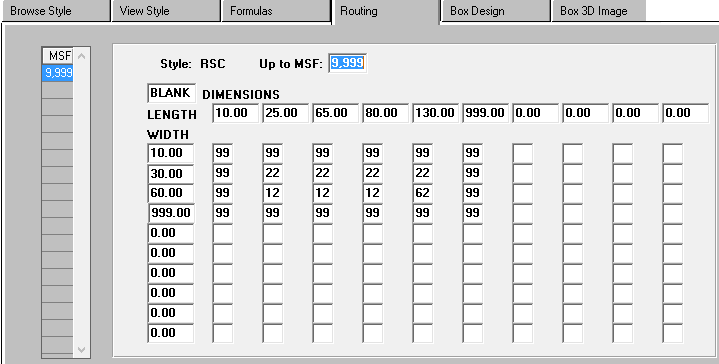 Browse Style View Style Formulas Routing Box Design Box 3D Image
MSF
9,999
Style: RSC Up to MSF: 9,999
BLANK DIMENSIONS
LENGTH 10.00 25.00 65.00 80.00 130.00 999.00 0.00 0.00 0.00 0.00
WIDTH
10.00 99 99 99 99 99 99
30.00 99 22 22 22 22 99
60.00 99 12 12 12 62 99
999.00 99 99 99 99 99 99
0.00
0.00
0.00
0.00
0.00
0.00